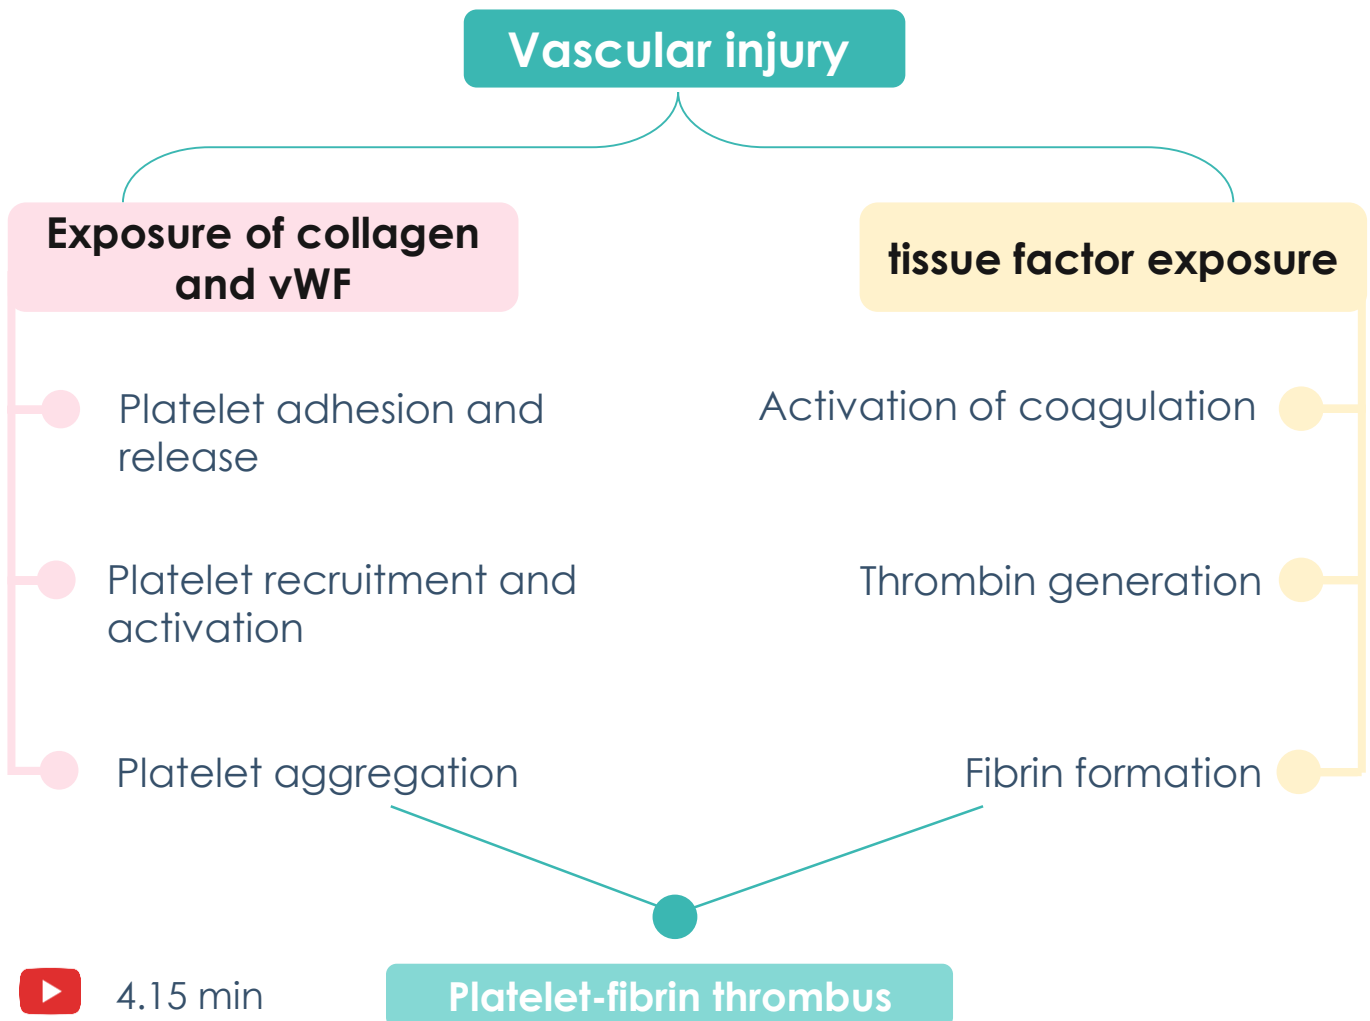 Vascular injury
Exposure of collagen
and vWF
Platelet adhesion and
release
Platelet recruitment and
activation
Platelet aggregation
tissue factor exposure
Activation of coagulation
Thrombin generation
Fibrin formation
Platelet-fibrin thrombus
4.15 min